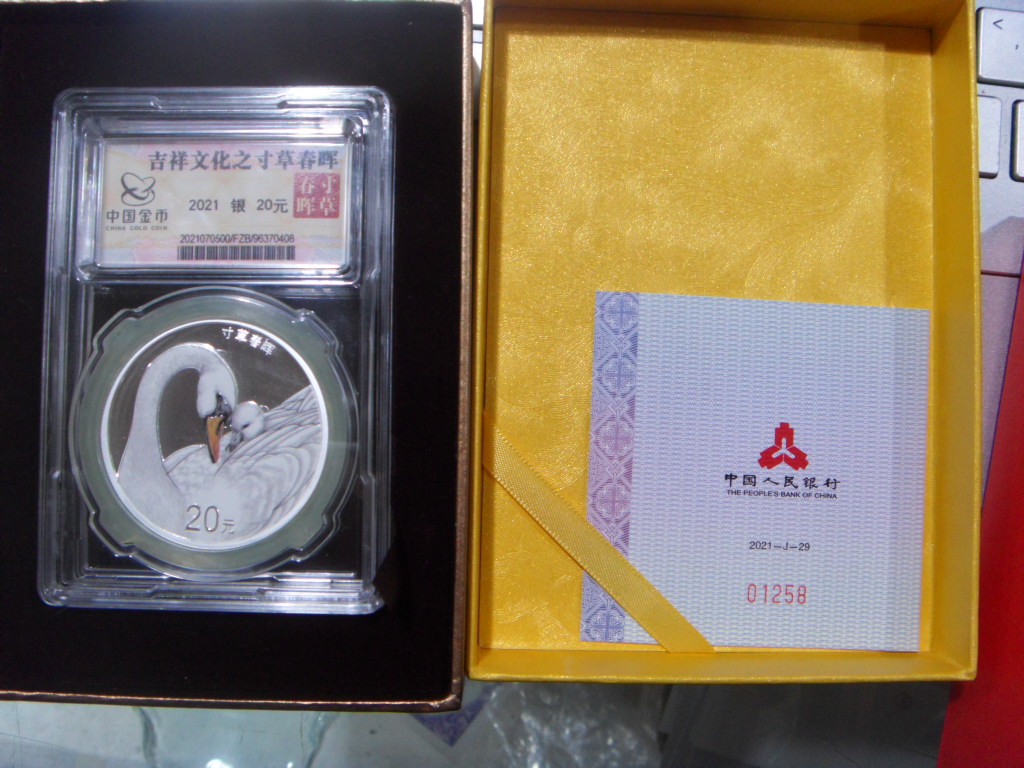 吉祥文化之寸草春晖
中国金币
CHINA GOLD COIN
2021 银 20元
寸草
春晖
2021070500/FZB/96370408
寸草春晖
20元
中国人民银行
THE PEOPLE'S BANK OF CHINA
2021-J-29
01258
<
,